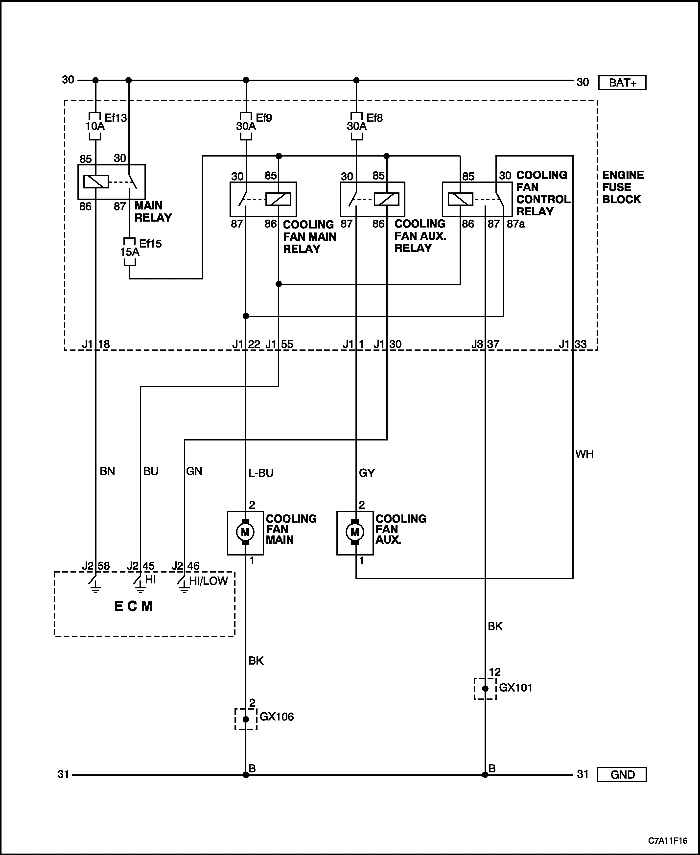 30
30 BAT+
Ef13
10A
Ef9
30A
Ef8
30A
85 30
30 85
30 85
85 30
COOLING
FAN
CONTROL
RELAY
ENGINE
FUSE
BLOCK
86 87
MAIN
RELAY
87 86
COOLING
FAN MAIN
RELAY
87 86
COOLING
FAN AUX.
RELAY
86 87 87a
Ef15
15A
J1 18
J1 22
J1 55
J1 1
J1 30
J3 37
J1 33
BN
BU
GN
L-BU
GY
WH
2
COOLING
FAN
MAIN
M
1
2
COOLING
FAN
AUX.
M
1
J2 58
J2 45
HI
J2 46
HI/LOW
E C M
BK
BK
2
GX106
12
GX101
31
B
B
31 GND
C7A11F16